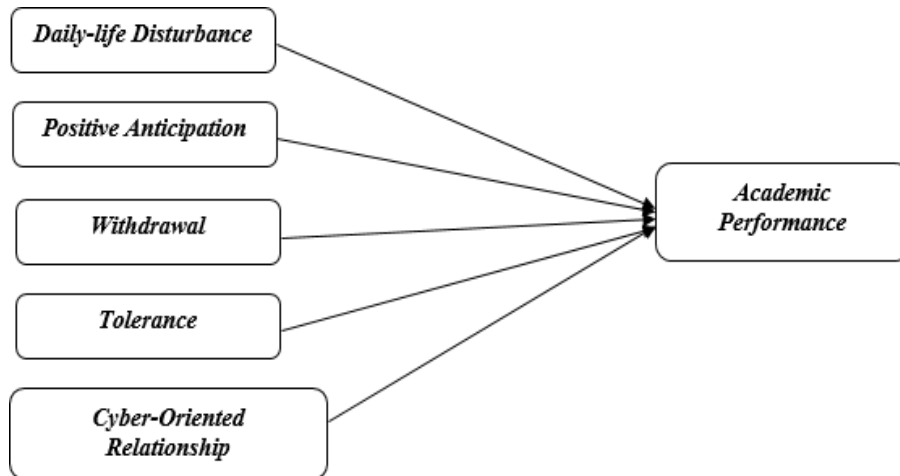 Daily-life Disturbance
Positive Anticipation
Withdrawal
Tolerance
Cyber-Oriented
Relationship
Academic
Performance